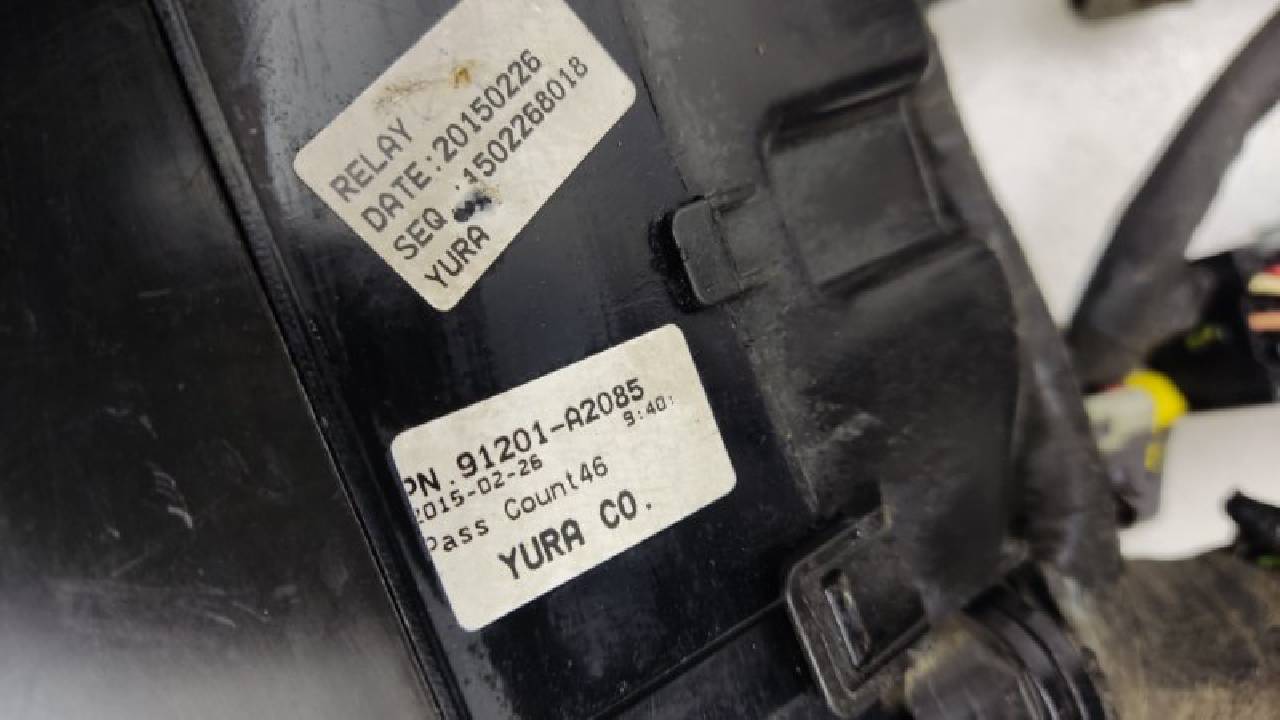 RELAY
DATE:20150226
SEQ :1502268018
YURA
PN.91201-A2085
2015-02-26 9:40:
Pass Count46
YURA CO.